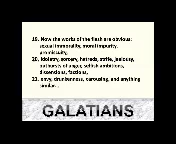 19. Now the works of the flesh are obvious:
sexual immorality, moral impurity,
promiscuity,
20. idolatry, sorcery, hatreds, strife, jealousy,
outbursts of anger, selfish ambitions,
dissensions, factions,
21. envy, drunkenness, carousing, and anything
similar...
GALATIANS